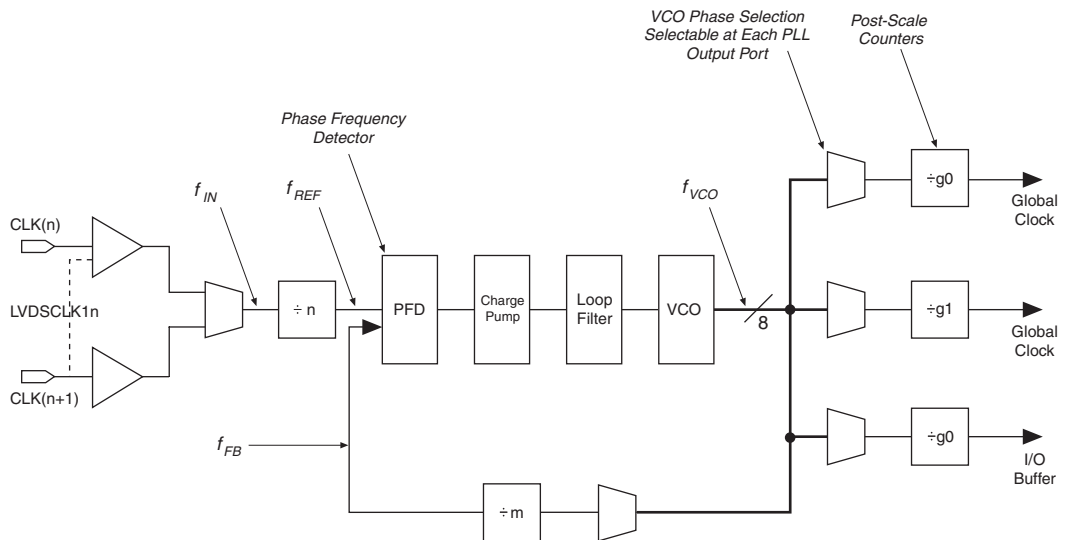 VCO Phase Selection
Selectable at Each PLL
Output Port
Post-Scale
Counters
Phase Frequency
Detector
f IN
f REF
f VCO
÷g0
Global
Clock
CLK(n)
LVDSCLK1n
CLK(n+1)
÷ n
PFD
Charge
Pump
Loop
Filter
VCO
8
÷g1
Global
Clock
f FB
÷g0
I/O
Buffer
÷m